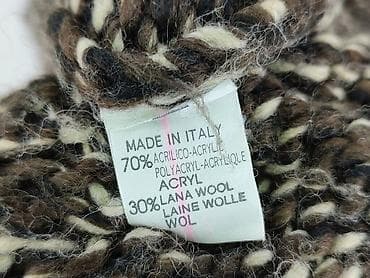 MADE IN ITALY
70% ACRILICO-ACRYLIC
POLYACRYL-ACRYLIQUE
ACRYL
30% LANA WOOL
LAINE WOLLE
WOL